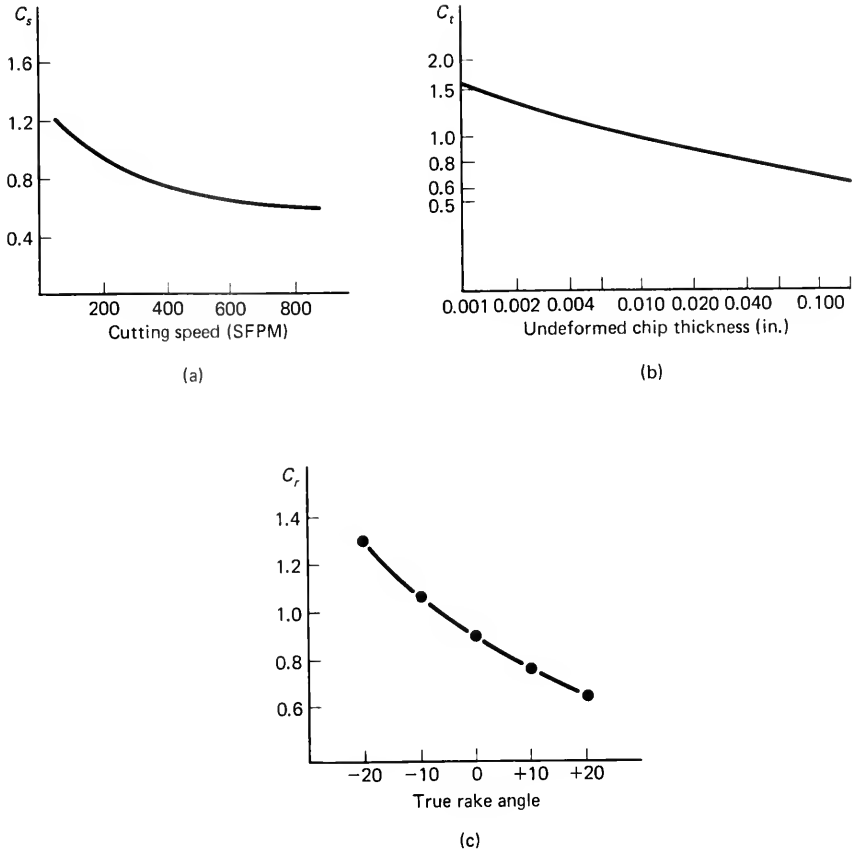 C_s
1.6
1.2
0.8
0.4
200 400 600 800
Cutting speed (SFPM)
(a)
C_t
2.0
1.5
1.0
0.8
0.6
0.5
0.001 0.002 0.004 0.010 0.020 0.040 0.100
Undeformed chip thickness (in.)
(b)
C_r
1.4
1.2
1.0
0.8
0.6
−20 −10 0 +10 +20
True rake angle
(c)